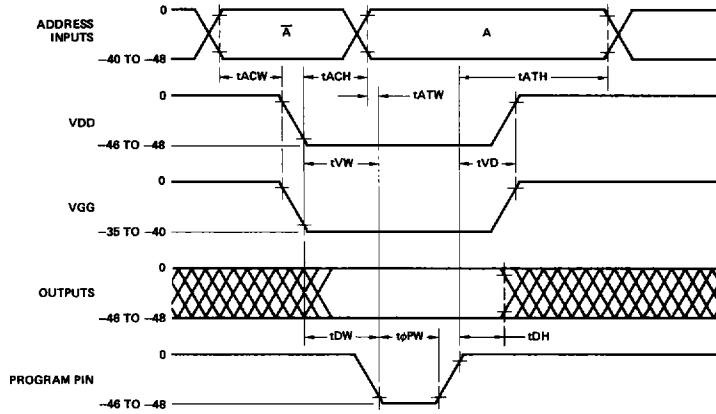 ADDRESS
INPUTS
0
A̅
A
–40 TO –48
tACW
tACH
tATW
tATH
VDD
0
–46 TO –48
tVW
tVD
VGG
0
–35 TO –40
OUTPUTS
0
–48 TO –48
tDW
tϕPW
tDH
PROGRAM PIN
0
–46 TO –48